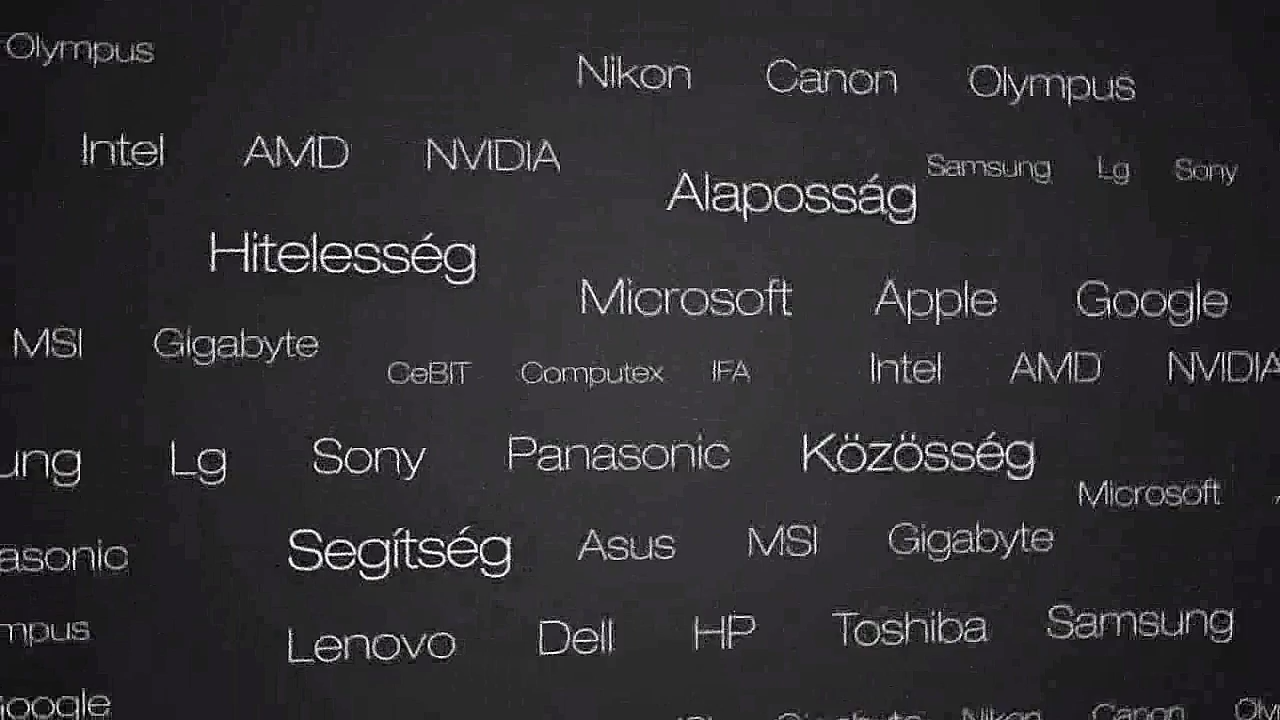 Olympus
Nikon Canon Olympus
Intel AMD NVIDIA
Samsung Lg Sony
Alaposság
Hitelesség
Microsoft Apple Google
MSI Gigabyte
CeBIT Computex IFA
Intel AMD NVIDIA
ung Lg Sony Panasonic
Közösség
Microsoft
asonic
Segítség
Asus MSI Gigabyte
mpus
Lenovo Dell HP Toshiba Samsung
oogle
Nikon Canon